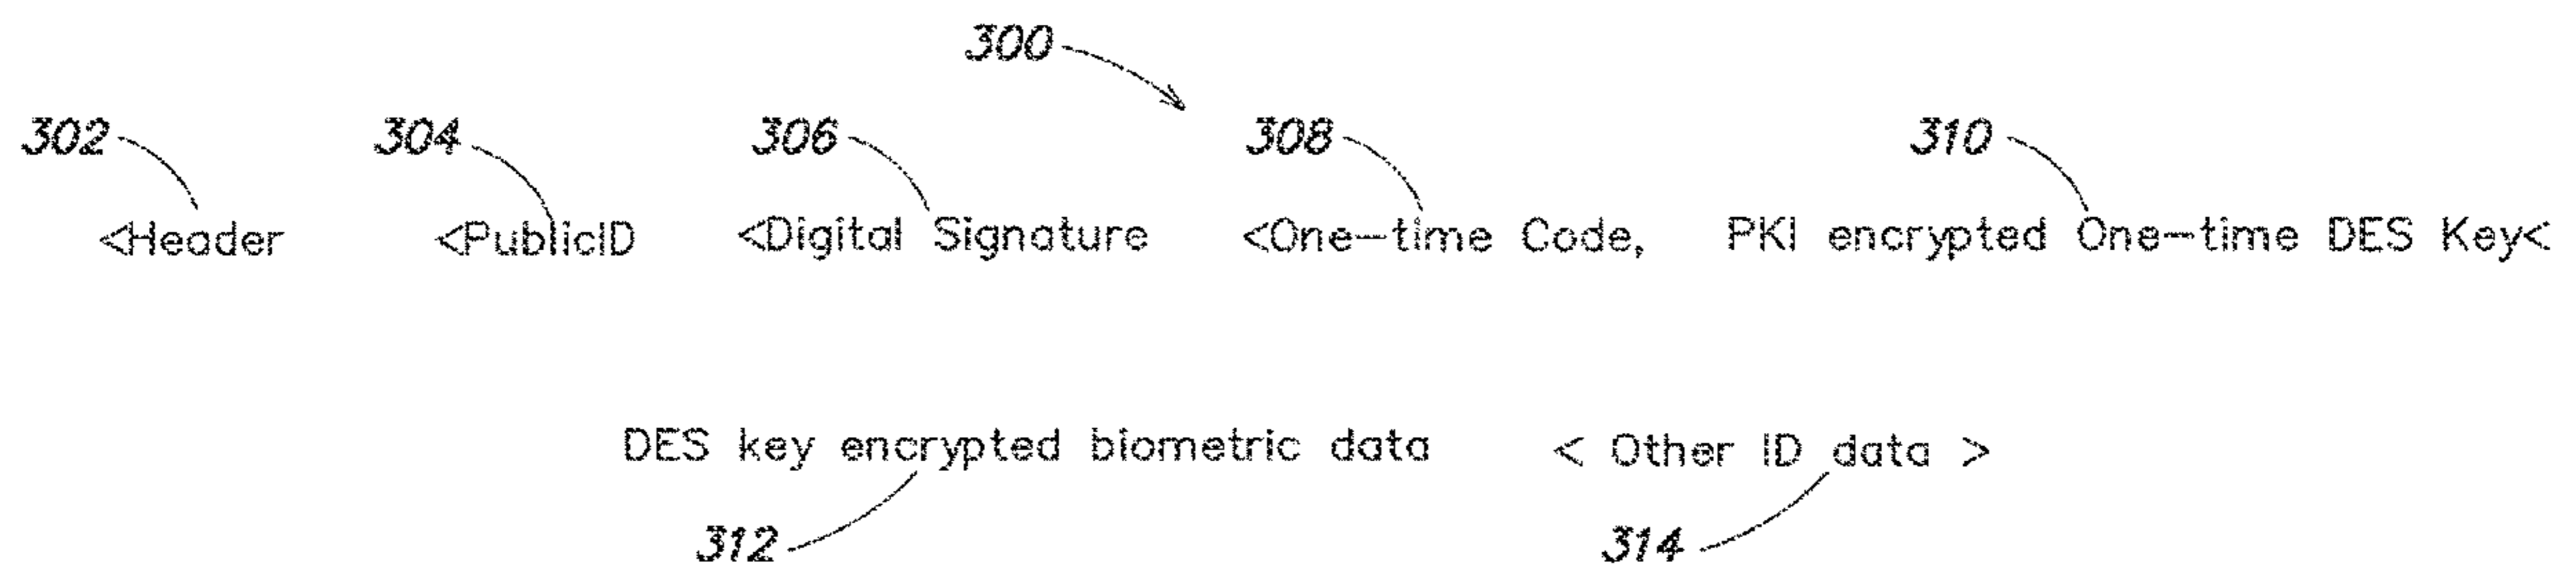 300
302 304 306 308 310
<Header <PublicID <Digital Signature <One-time Code, PKI encrypted One-time DES Key<
DES key encrypted biometric data < Other ID data >
312 314